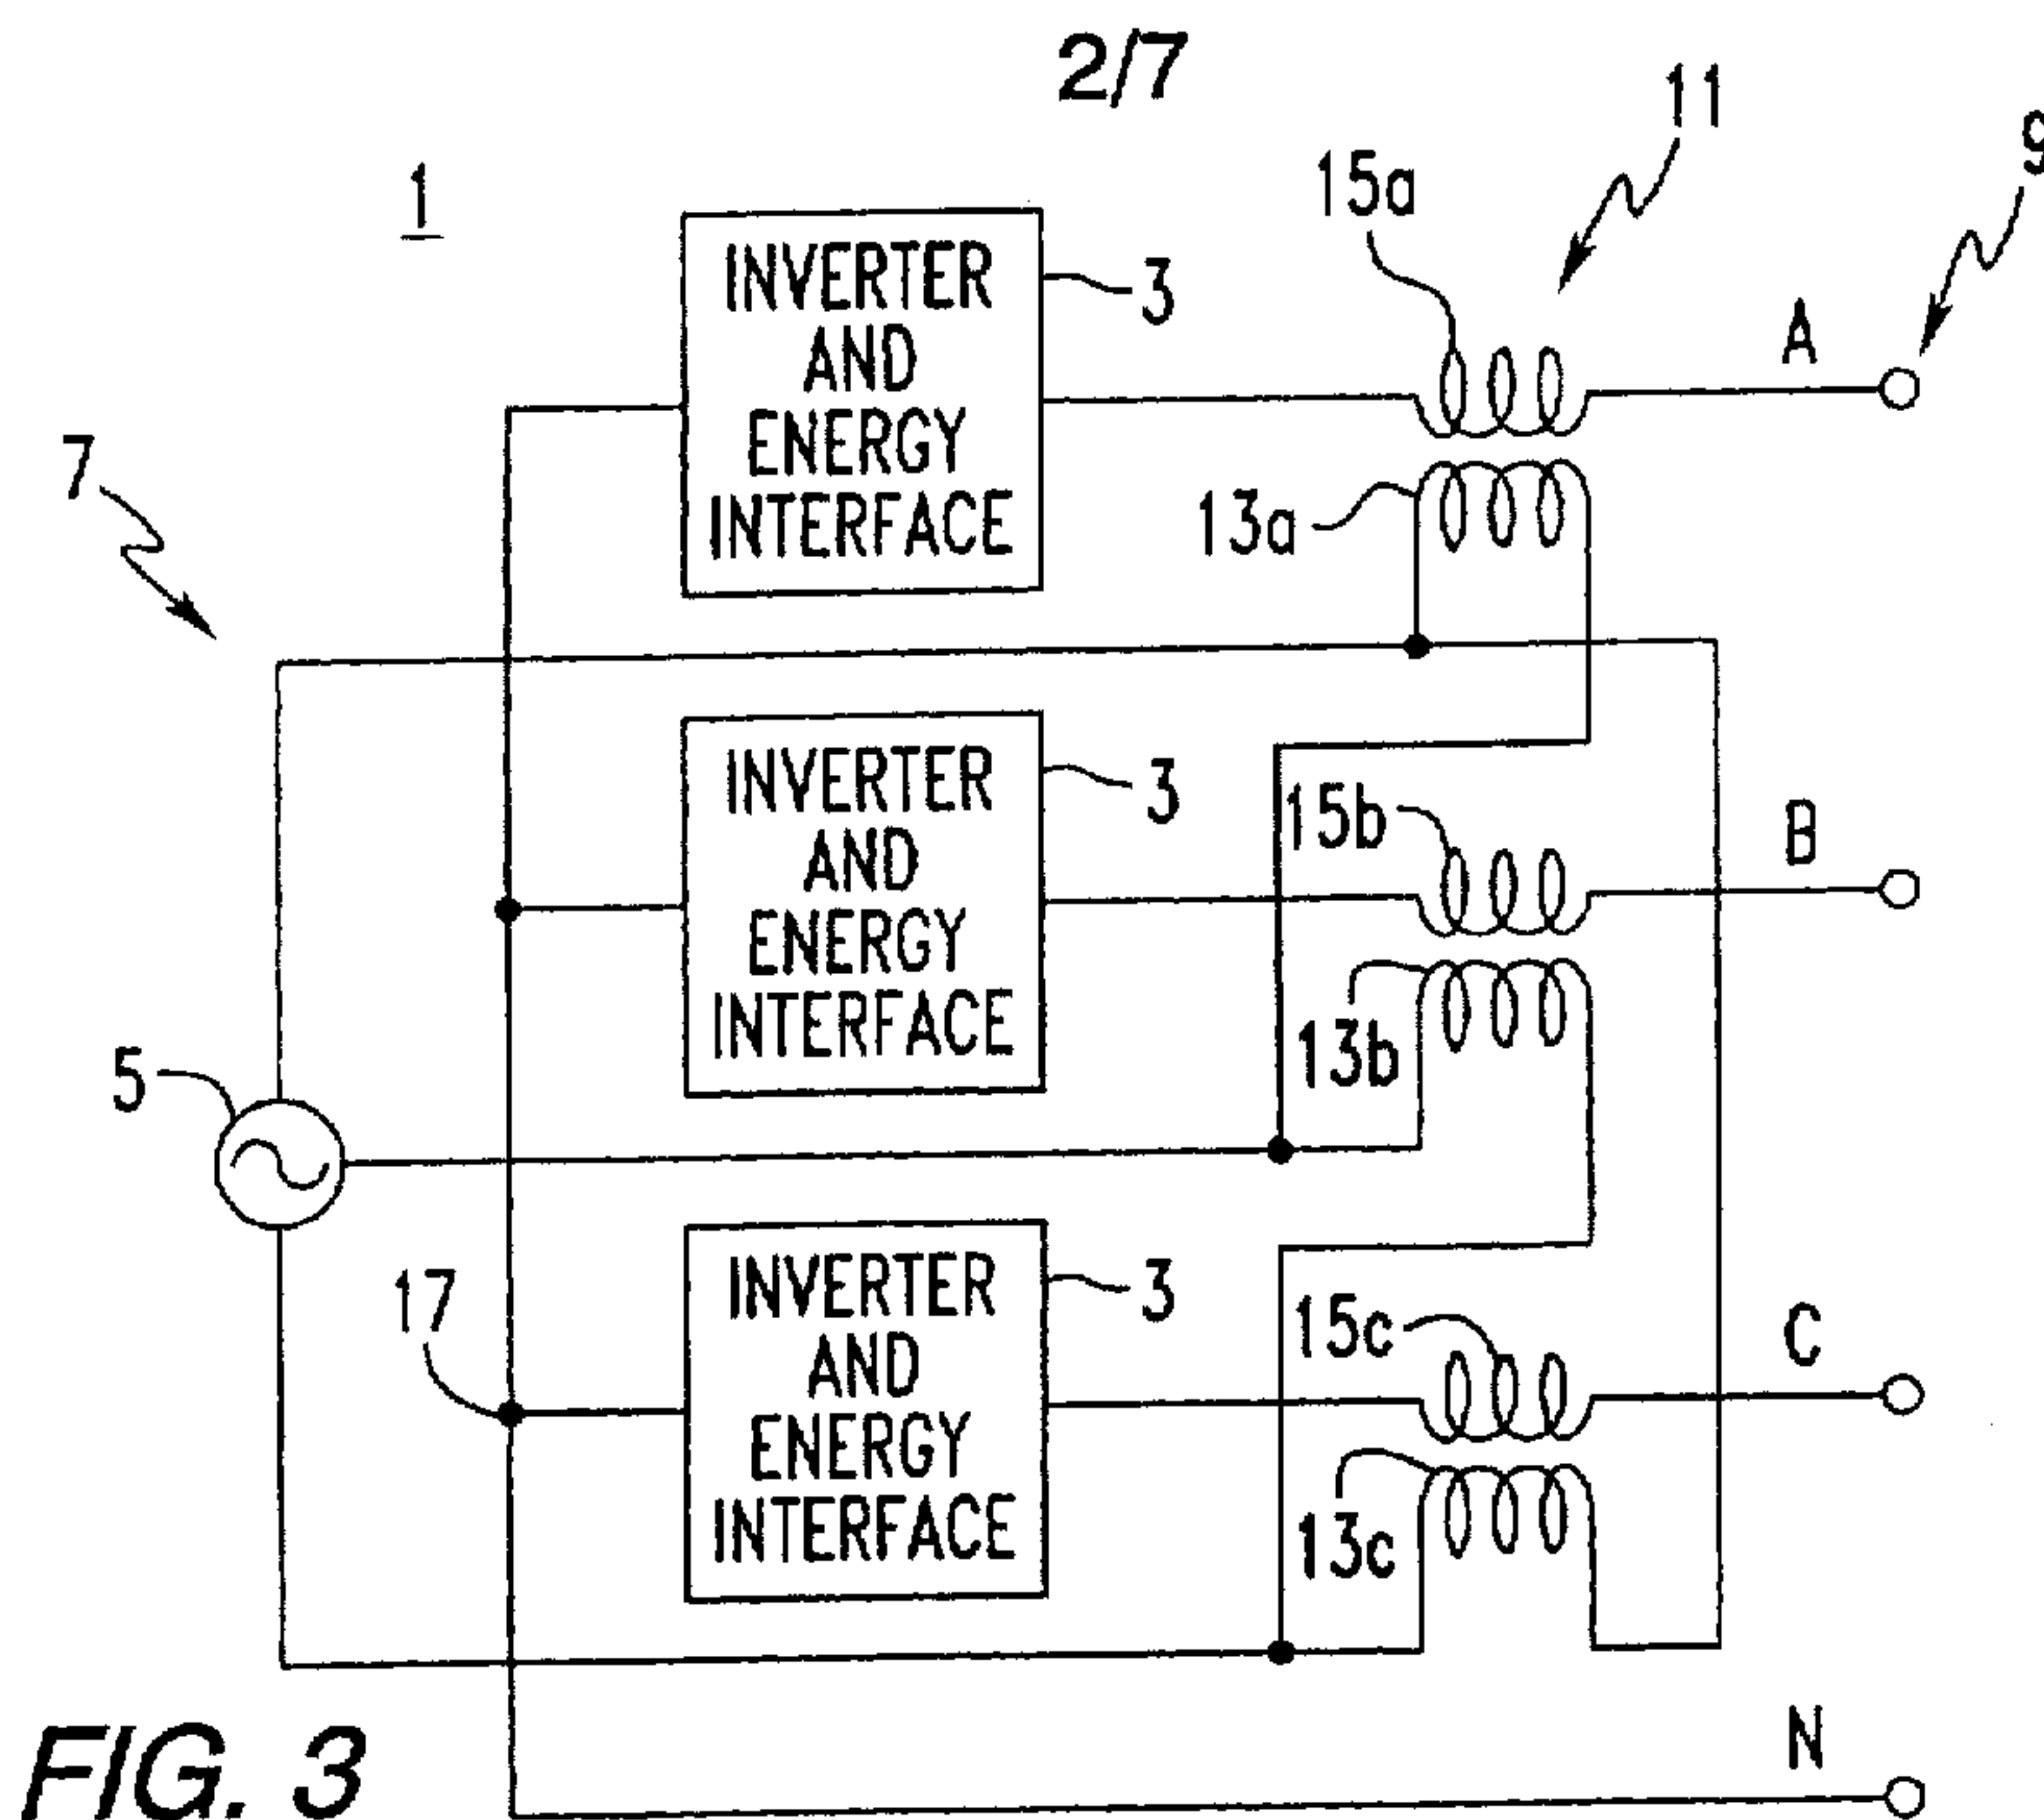 2/7
1
11
9
15a
INVERTER
AND
ENERGY
INTERFACE
3
A
7
13a
INVERTER
AND
ENERGY
INTERFACE
3
15b
B
13b
5
INVERTER
AND
ENERGY
INTERFACE
3
17
15c
C
13c
N
FIG. 3